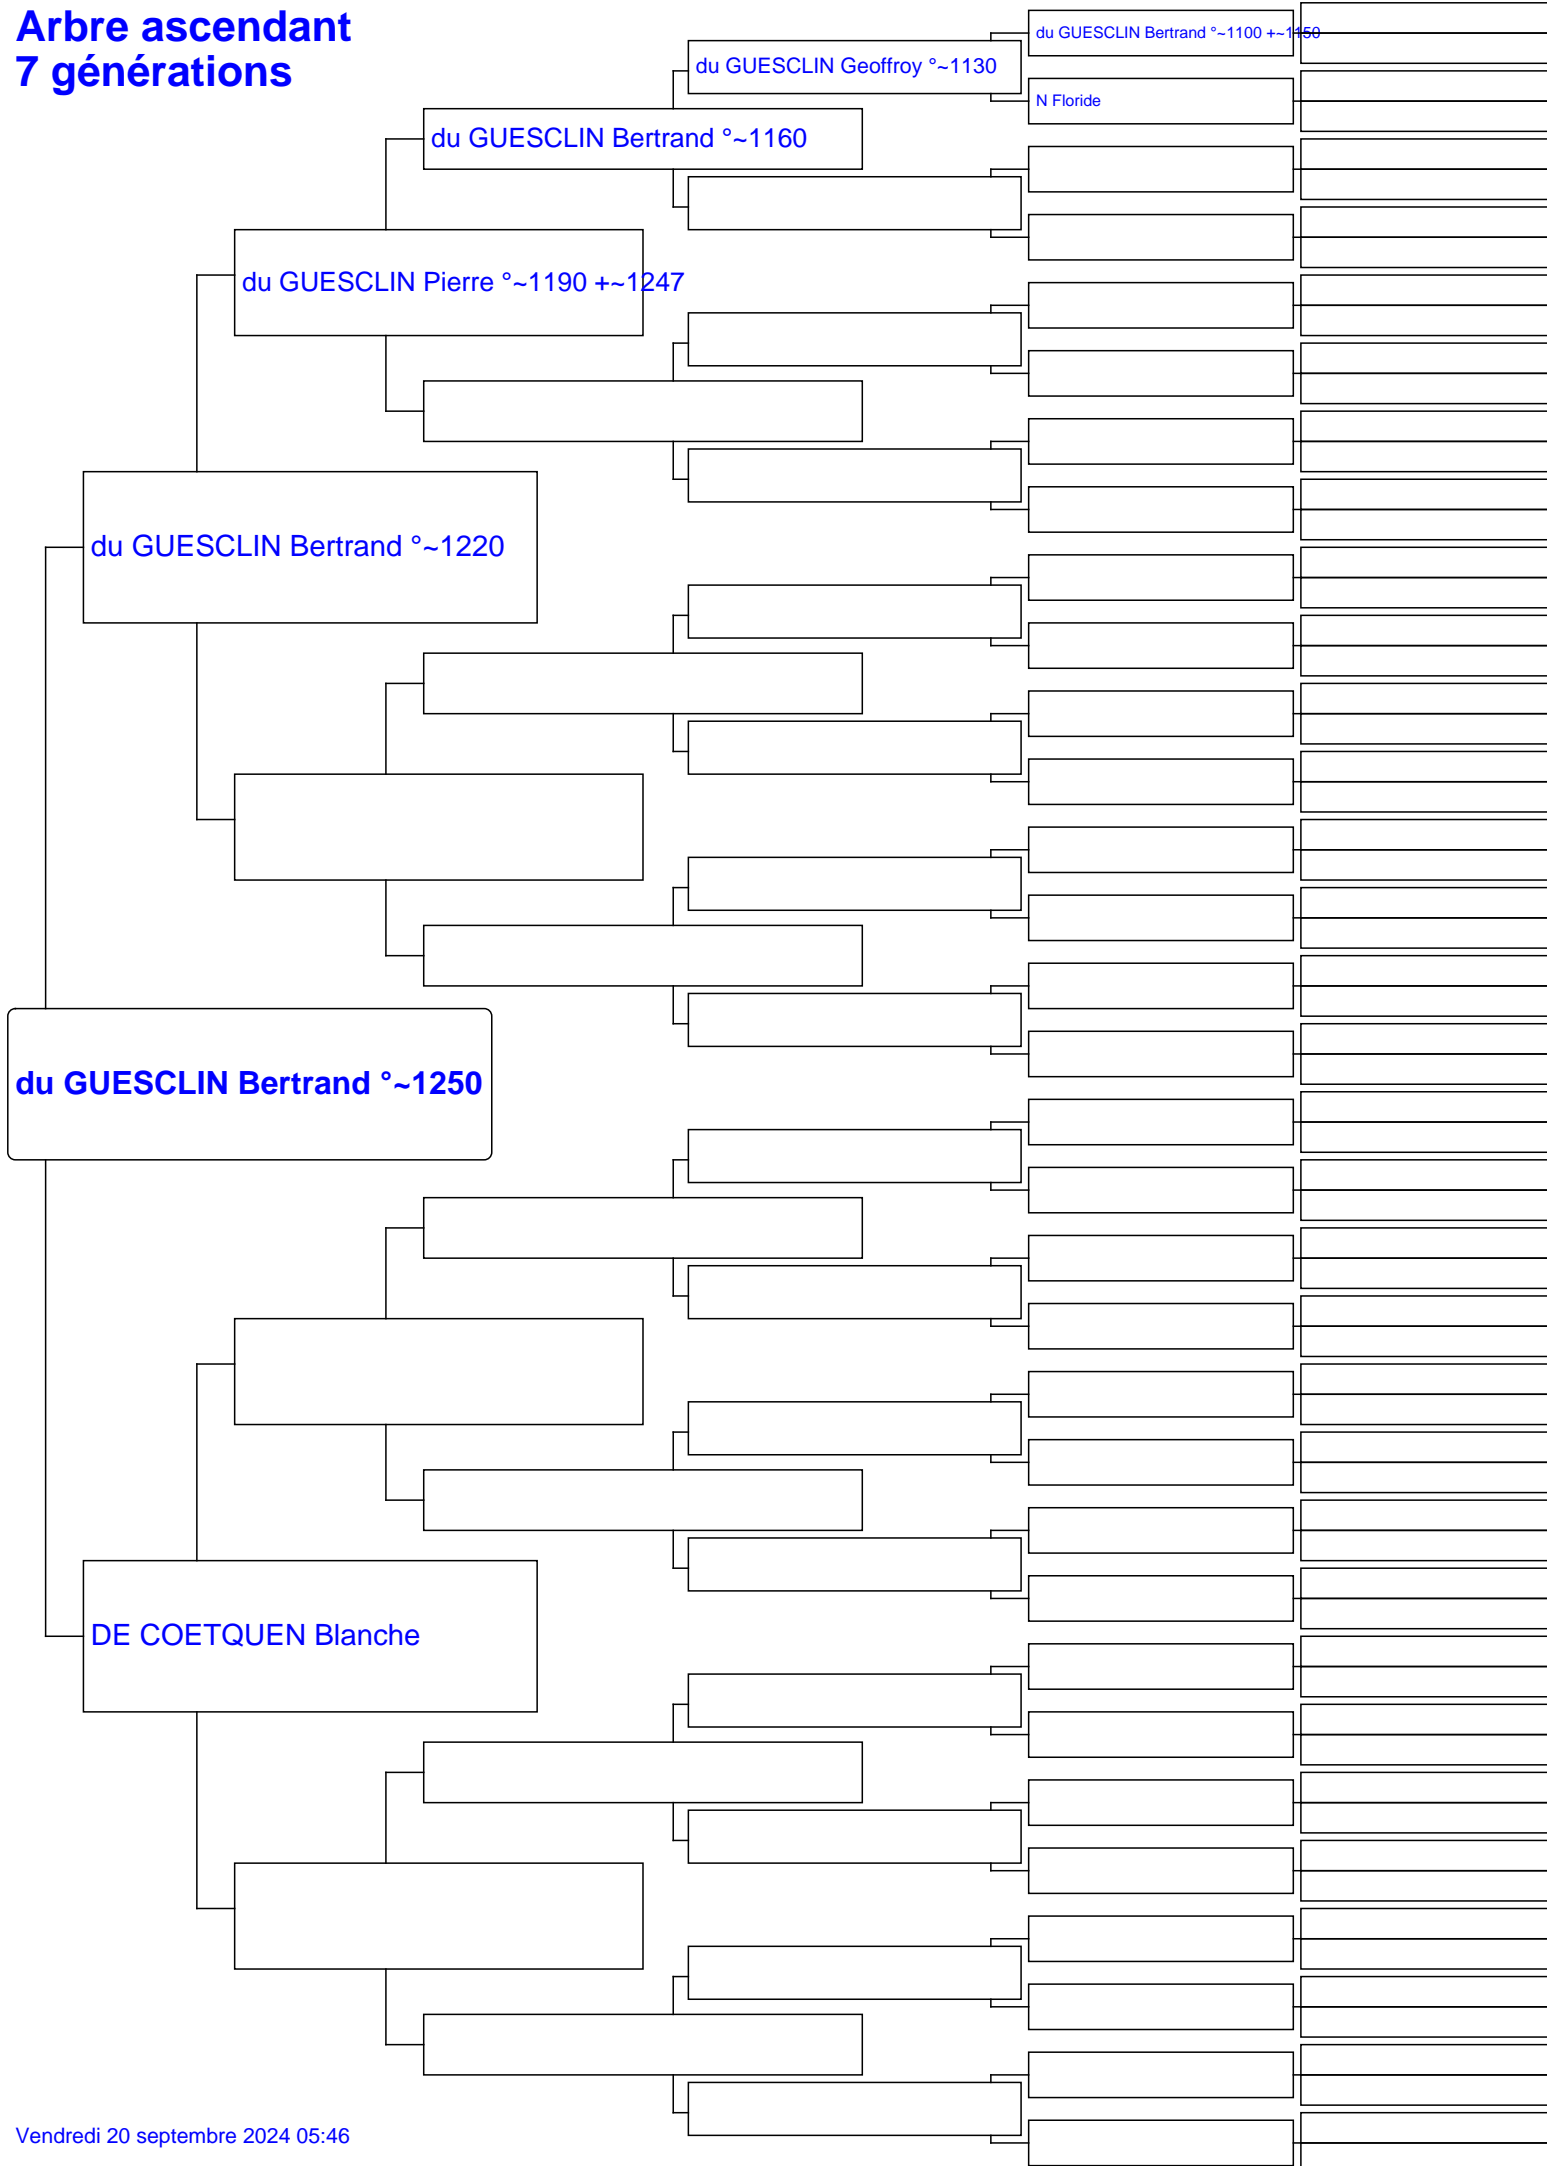 Arbre ascendant
7 générations
du GUESCLIN Bertrand °~1100 +~1150
du GUESCLIN Geoffroy °~1130
N Floride
du GUESCLIN Bertrand °~1160
du GUESCLIN Pierre °~1190 +~1247
du GUESCLIN Bertrand °~1220
du GUESCLIN Bertrand °~1250
DE COETQUEN Blanche
Vendredi 20 septembre 2024 05:46